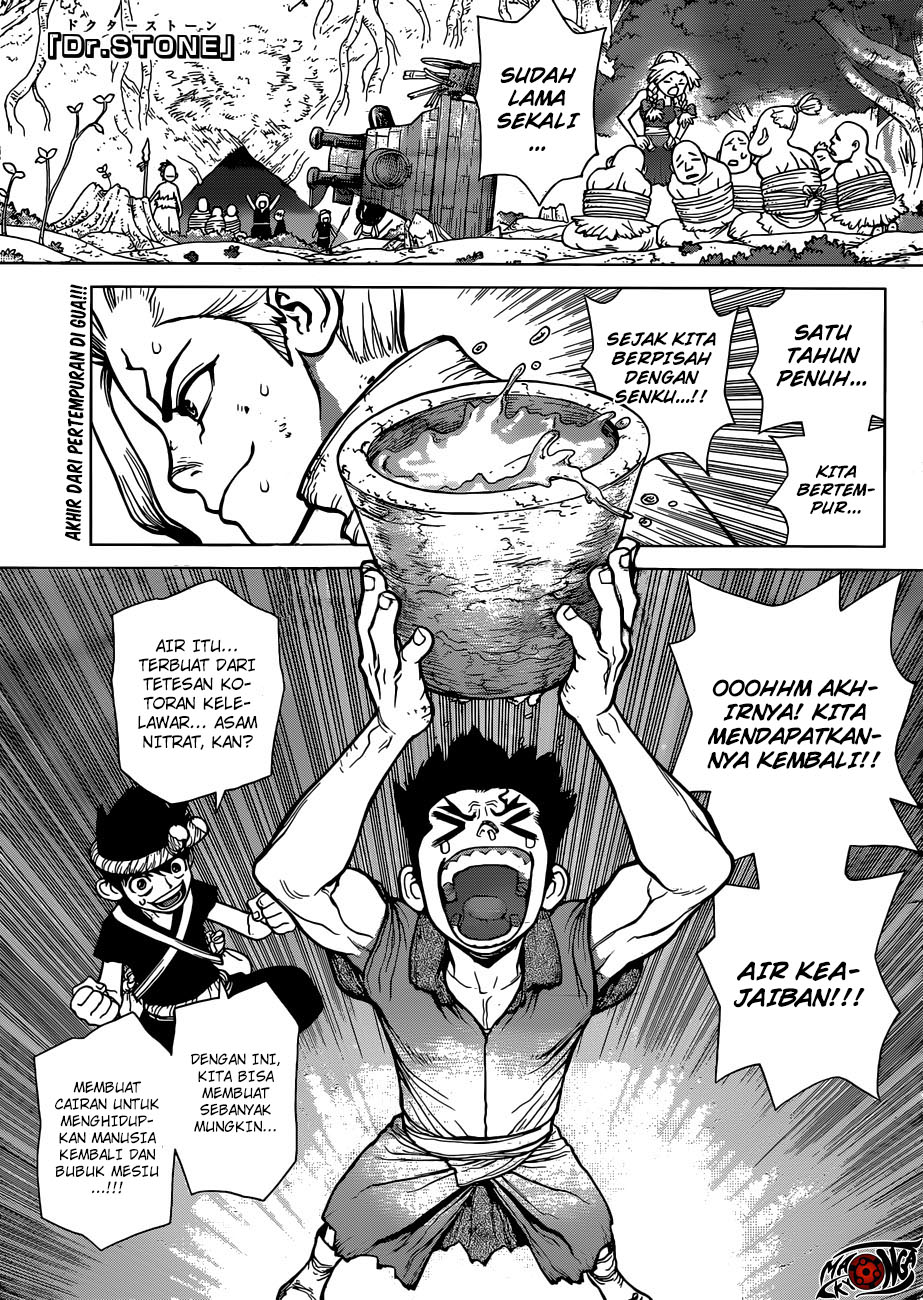 ドクターストーン
「Dr.STONE」
SUDAH
LAMA
SEKALI
...
AKHIR DARI PERTEMPURAN DI GUA!!!
SATU
TAHUN
PENUH...
KITA
BERTEM-
PUR...
SEJAK KITA
BERPISAH
DENGAN
SENKU...!!
OOOHHM AKH-
IRNYA! KITA
MENDAPATKAN-
NYA KEMBALI!!
AIR KEA-
JAIBAN!!!
AIR ITU...
TERBUAT DARI
TETESAN KO-
TORAN KELE-
LAWAR... ASAM
NITRAT, KAN?
DENGAN INI,
KITA BISA
MEMBUAT
SEBANYAK
MUNGKIN...
MEMBUAT
CAIRAN UNTUK
MENGHIDUP-
KAN MANUSIA
KEMBALI DAN
BUBUK MESIU
...!!!